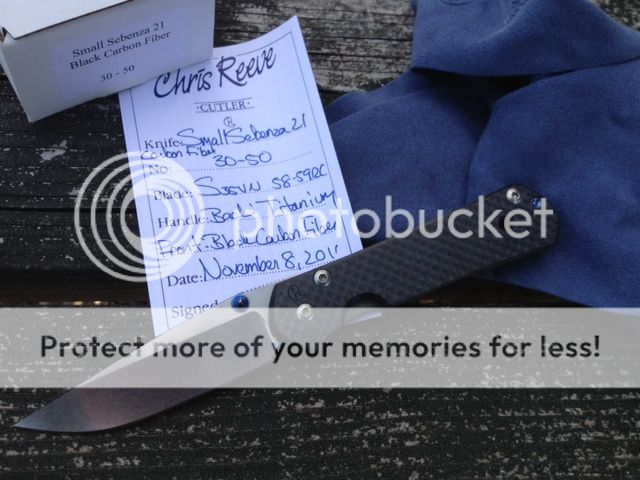 Small Sebenza 21
Black Carbon Fiber
30 - 50
Chris Reeve
· CUTLER ·
R
Knife: Small Sebenza 21
Carbon Fiber
No: 30-50
Blade: S35VN 58-59RC
Handle: Back: Titanium
Front: Black Carbon Fiber
Date: November 8, 2011
Signed
photobucket
Protect more of your memories for less!